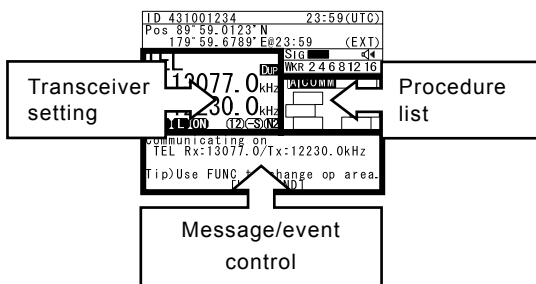 ID 431001234 23:59(UTC)
Pos 89°59.0123'N
179°59.6789'E@23:59 (EXT)
SIG
DUP
WKR 2 4 6 8 12 16
13077.0kHz
[A]COMM
230.0kHz
Transceiver
setting
Procedure
list
Communicating on
TEL Rx:13077.0/Tx:12230.0kHz
Tip)Use FUNC change op area.
Message/event
control